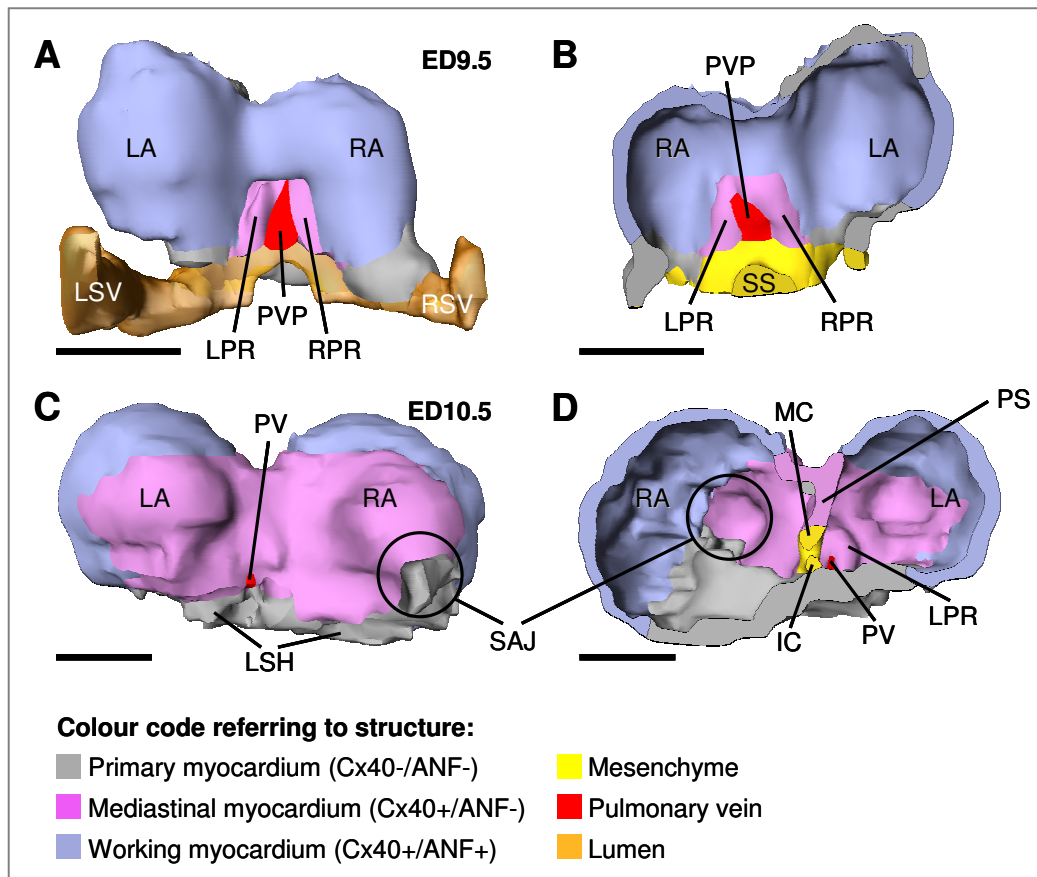 A
ED9.5
LA
RA
LSV
RSV
LPR
PVP
RPR
B
PVP
RA
LA
SS
LPR
RPR
C
ED10.5
PV
LA
RA
LSH
SAJ
D
MC
PS
RA
LA
IC
PV
LPR
Colour code referring to structure:
Primary myocardium (Cx40-/ANF-)
Mediastinal myocardium (Cx40+/ANF-)
Working myocardium (Cx40+/ANF+)
Mesenchyme
Pulmonary vein
Lumen